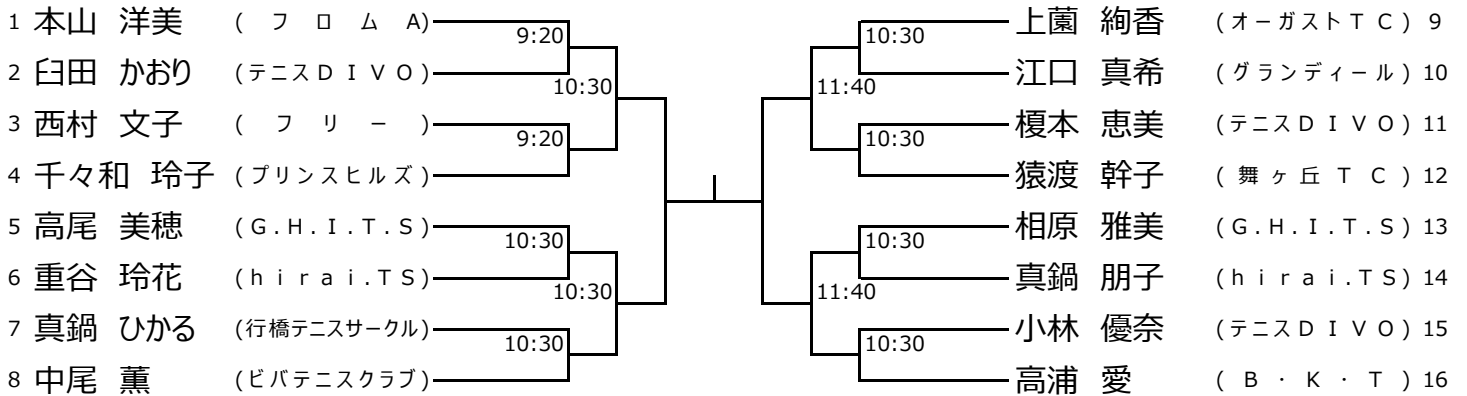 1 本山 洋美 ( フ ロ ム A) 9:20 10:30 上薗 絢香 (オーガストＴＣ) 9
2 臼田 かおり (テニスＤＩＶＯ) 10:30 11:40 江口 真希 (グランディール) 10
3 西村 文子 ( フ リ ー ) 9:20 10:30 榎本 恵美 (テニスＤＩＶＯ) 11
4 千々和 玲子 (プリンスヒルズ) 猿渡 幹子 (舞ヶ丘ＴＣ) 12
5 高尾 美穂 (G.H.I.T.S) 10:30 10:30 相原 雅美 (G.H.I.T.S) 13
6 重谷 玲花 (hirai.TS) 10:30 11:40 真鍋 朋子 (hirai.TS) 14
7 真鍋 ひかる (行橋テニスサークル) 10:30 10:30 小林 優奈 (テニスＤＩＶＯ) 15
8 中尾 薫 (ビバテニスクラブ) 高浦 愛 ( B ・ K ・ T ) 16